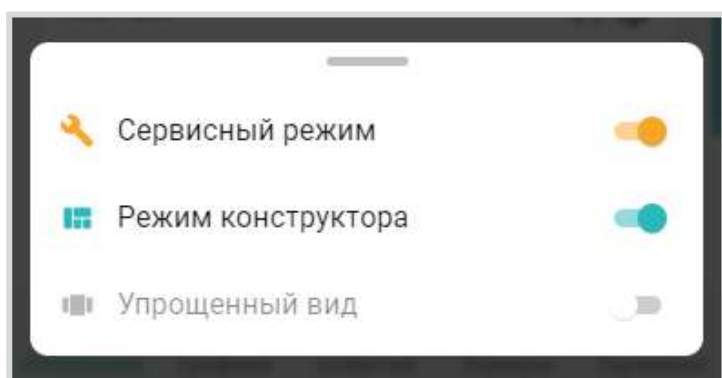 Сервисный режим
Режим конструктора
Упрощенный вид